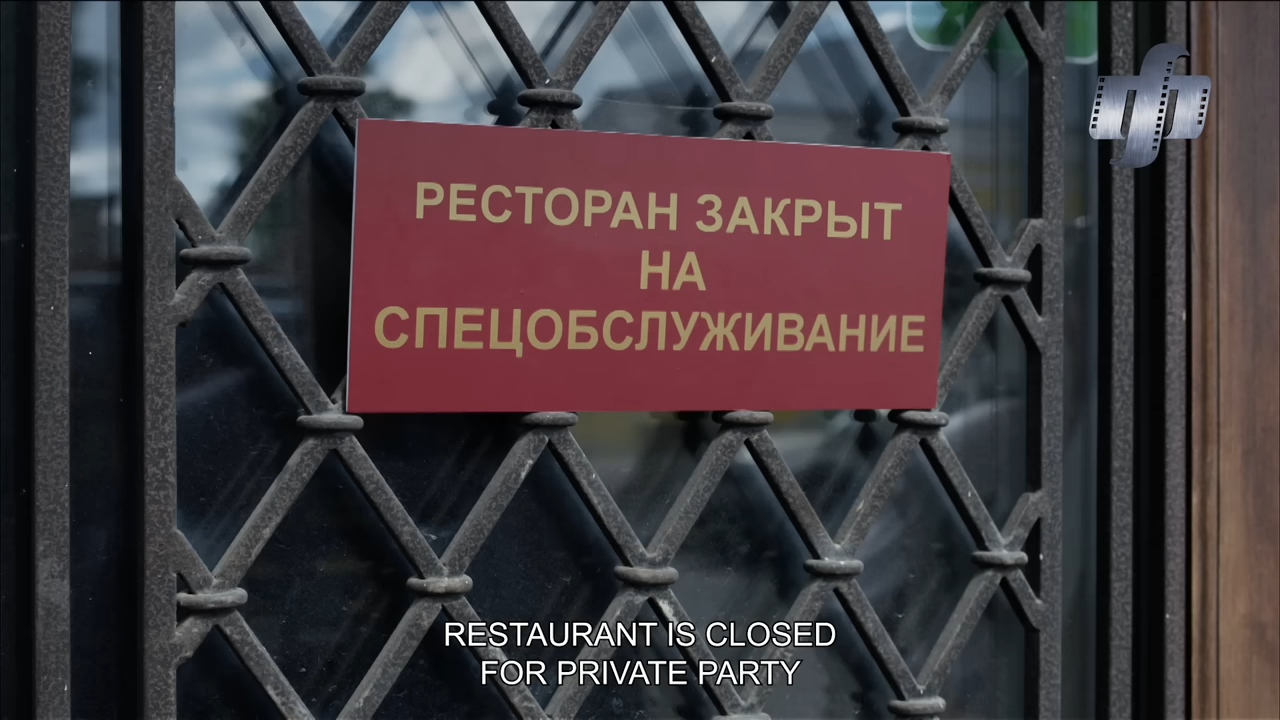 РЕСТОРАН ЗАКРЫТ
НА
СПЕЦОБСЛУЖИВАНИЕ
RESTAURANT IS CLOSED
FOR PRIVATE PARTY